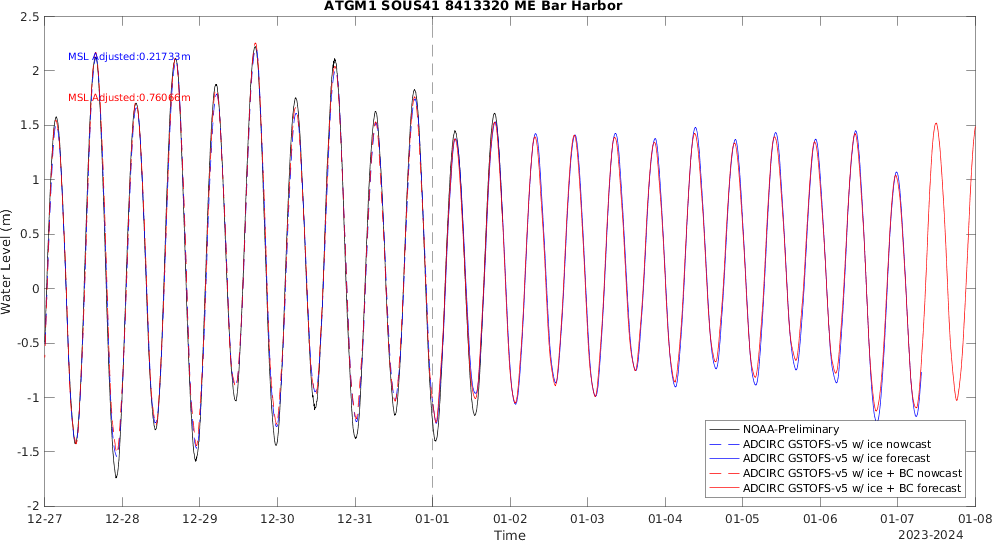 ATGM1 SOUS41 8413320 ME Bar Harbor
MSL Adjusted:0.21733m
MSL Adjusted:0.76066m
Water Level (m)
2.5
2
1.5
1
0.5
0
-0.5
-1
-1.5
-2
NOAA-Preliminary
ADCIRC GSTOFS-v5 w/ ice nowcast
ADCIRC GSTOFS-v5 w/ ice forecast
ADCIRC GSTOFS-v5 w/ ice + BC nowcast
ADCIRC GSTOFS-v5 w/ ice + BC forecast
12-27 12-28 12-29 12-30 12-31 01-01 01-02 01-03 01-04 01-05 01-06 01-07 01-08
Time
2023-2024